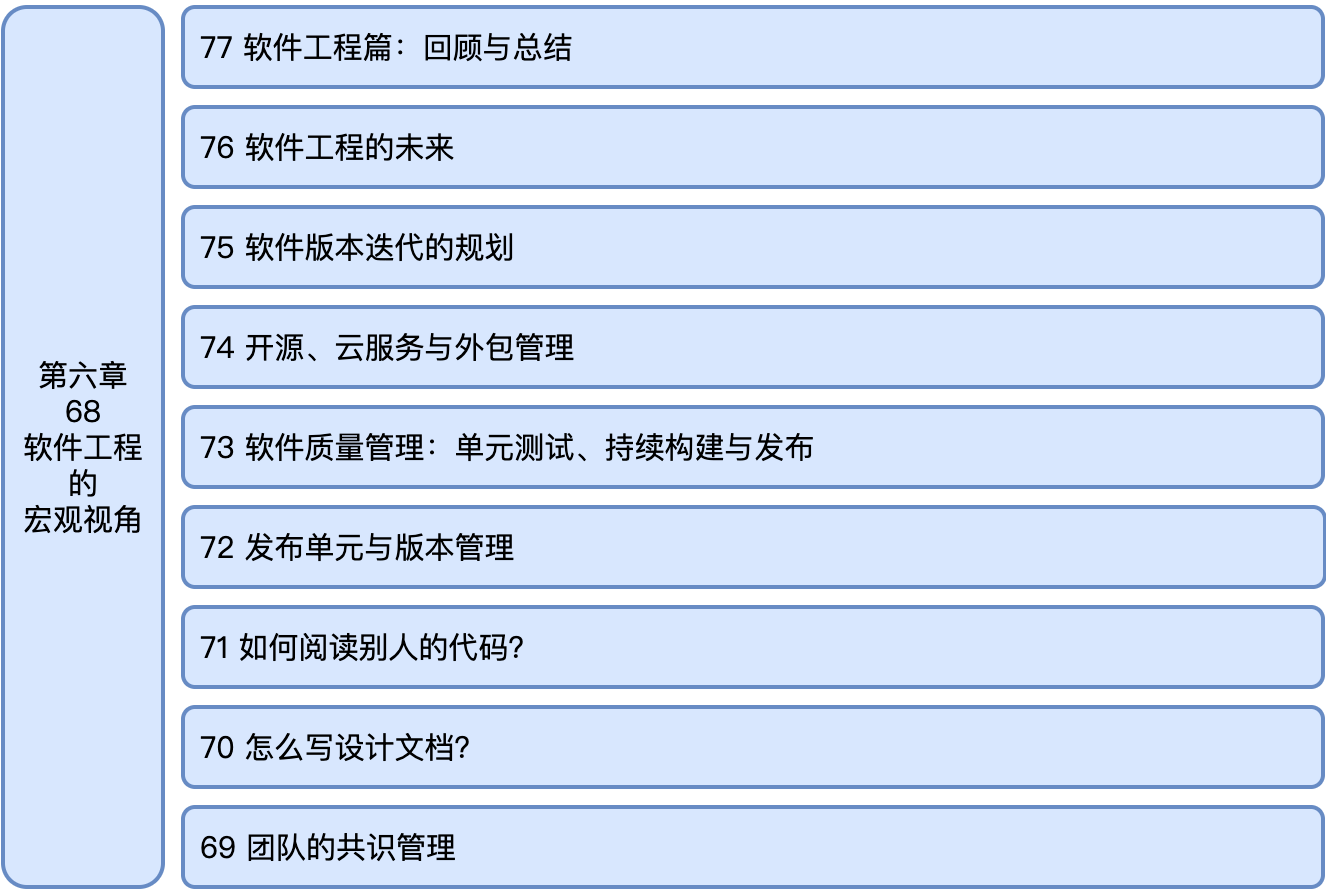 第六章
68
软件工程
的
宏观视角
77 软件工程篇：回顾与总结
76 软件工程的未来
75 软件版本迭代的规划
74 开源、云服务与外包管理
73 软件质量管理：单元测试、持续构建与发布
72 发布单元与版本管理
71 如何阅读别人的代码?
70 怎么写设计文档?
69 团队的共识管理